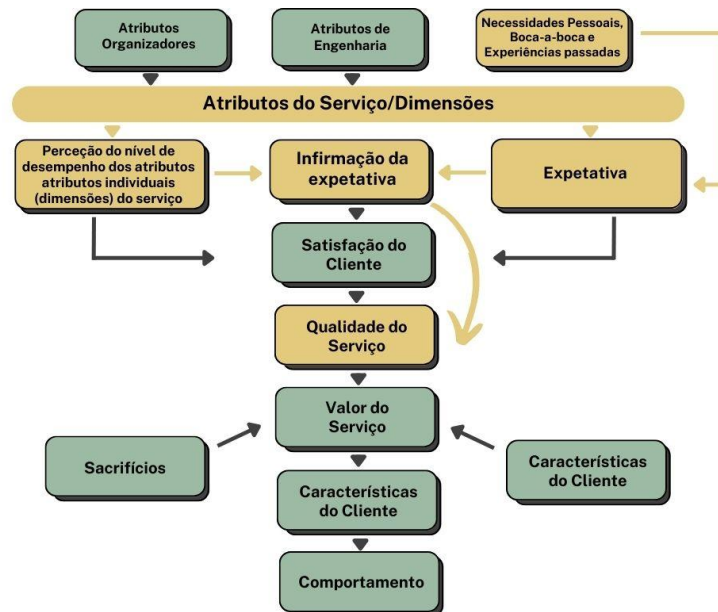 Atributos
Organizadores
Atributos de
Engenharia
Necessidades Pessoais,
Boca-a-boca e
Experiências passadas
Atributos do Serviço/Dimensões
Perceção do nível de
desempenho dos atributos
atributos individuais
(dimensões) do serviço
Infirmação da
expetativa
Expetativa
Satisfação do
Cliente
Qualidade do
Serviço
Valor do
Serviço
Sacrifícios
Características
do Cliente
Características
do Cliente
Comportamento